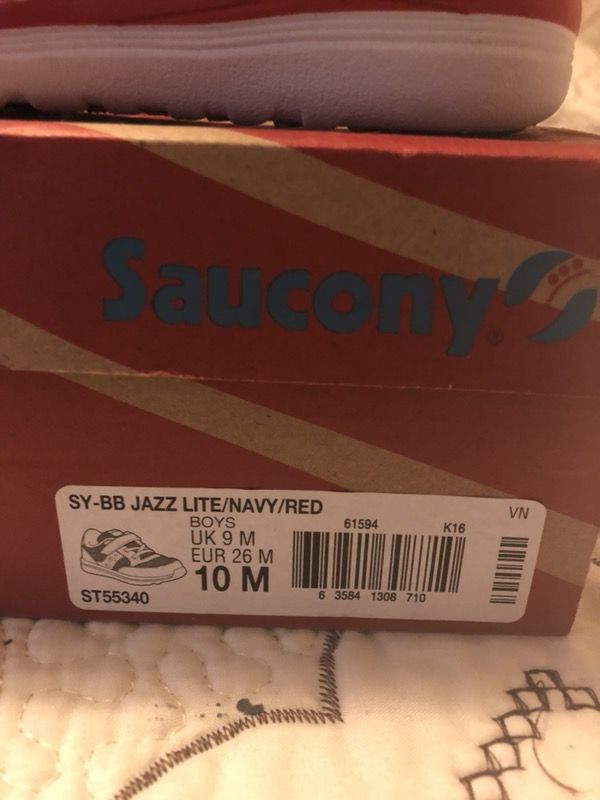 Saucony®
SY-BB JAZZ LITE/NAVY/RED
VN
BOYS
UK 9 M
EUR 26 M
10 M
61594
K16
6 3584 1308 710
ST55340